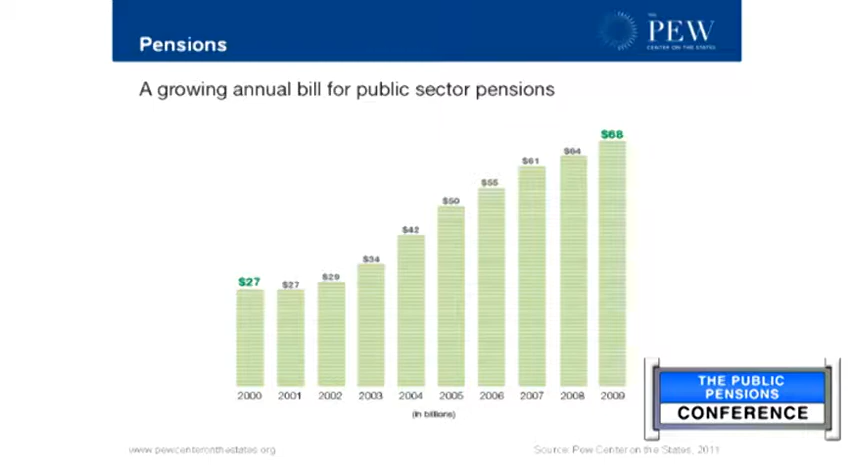 Pensions
THE
PEW
CENTER ON THE STATES
A growing annual bill for public sector pensions
$27
$27
$29
$34
$42
$50
$55
$61
$64
$68
2000 2001 2002 2003 2004 2005 2006 2007 2008 2009
(in billions)
THE PUBLIC
PENSIONS
CONFERENCE
www.pewcenteronthestates.org
Source: Pew Center on the States, 2011